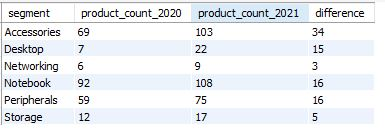 segment product_count_2020 product_count_2021 difference
Accessories 69 103 34
Desktop 7 22 15
Networking 6 9 3
Notebook 92 108 16
Peripherals 59 75 16
Storage 12 17 5